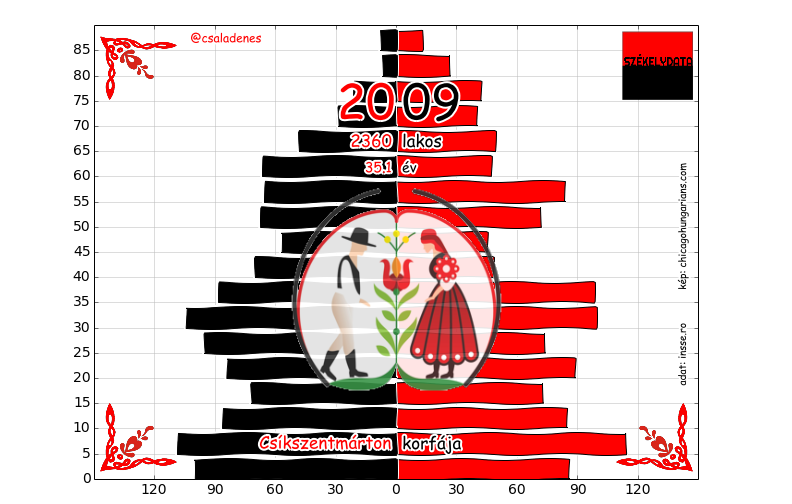 @csaladenes
SZÉKELYDATA
2009
2360 lakos
35.1 év
Csíkszentmárton korfája
kép: chicagohungarians.com
adat: insse.ro
85
80
75
70
65
60
55
50
45
40
35
30
25
20
15
10
5
0
120 90 60 30 0 30 60 90 120